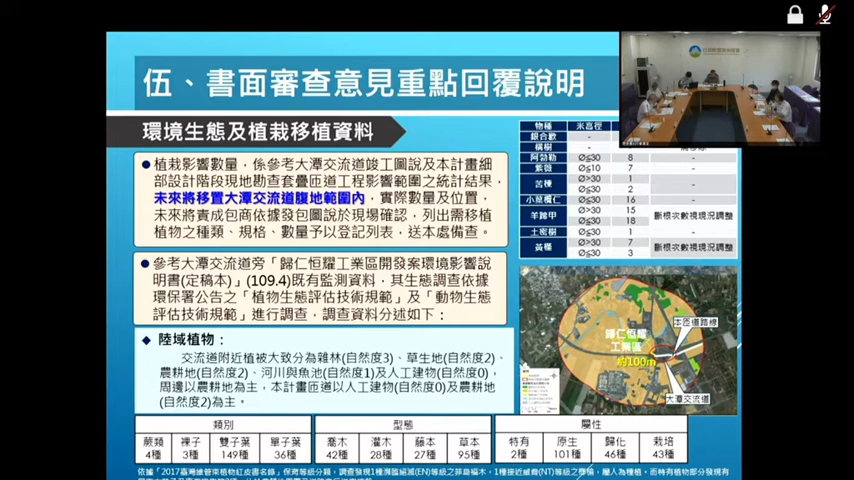 伍、書面審查意見重點回覆說明
環境生態及植栽移植資料
●植栽影響數量，係參考大潭交流道竣工圖說及本計畫細
部設計階段現地勘查套疊匝道工程影響範圍之統計結果，
未來將移置大潭交流道腹地範圍內，實際數量及位置，
未來將責成包商依據發包圖說於現場確認，列出需移植
植物之種類、規格、數量予以登記列表，送本處備查。
●參考大潭交流道旁「歸仁恒耀工業區開發案環境影響說
明書(定稿本)」(109.4)既有監測資料，其生態調查依據
環保署公告之「植物生態評估技術規範」及「動物生態
評估技術規範」進行調查，調查資料分述如下：
◆ 陸域植物：
交流道附近植被大致分為雜林(自然度3)、草生地(自然度2)、
農耕地(自然度2)、河川與魚池(自然度1)及人工建物(自然度0)，
周邊以農耕地為主，本計畫匝道以人工建物(自然度0)及農耕地
(自然度2)為主。
物種 米高徑
銀合歡 -
構樹 -
阿勃勒 Ø≦30 8
紫薇 Ø≦10 7 -
苦楝 Ø>30 1 -
Ø≦30 2
小葉欖仁 Ø≦30 16 -
羊蹄甲 Ø>30 15 斷根次數視現況調整
Ø≦30 18
土密樹 Ø≦30 1 -
黃槿 Ø>30 7 斷根次數視現況調整
Ø≦30 3
歸仁恒耀
工業區
約100m
本匝道路線
大潭交流道
類別 型態 屬性
蕨類 裸子 雙子葉 單子葉 喬木 灌木 藤本 草本 特有 原生 歸化 栽培
4種 3種 149種 36種 42種 28種 27種 95種 2種 101種 46種 43種